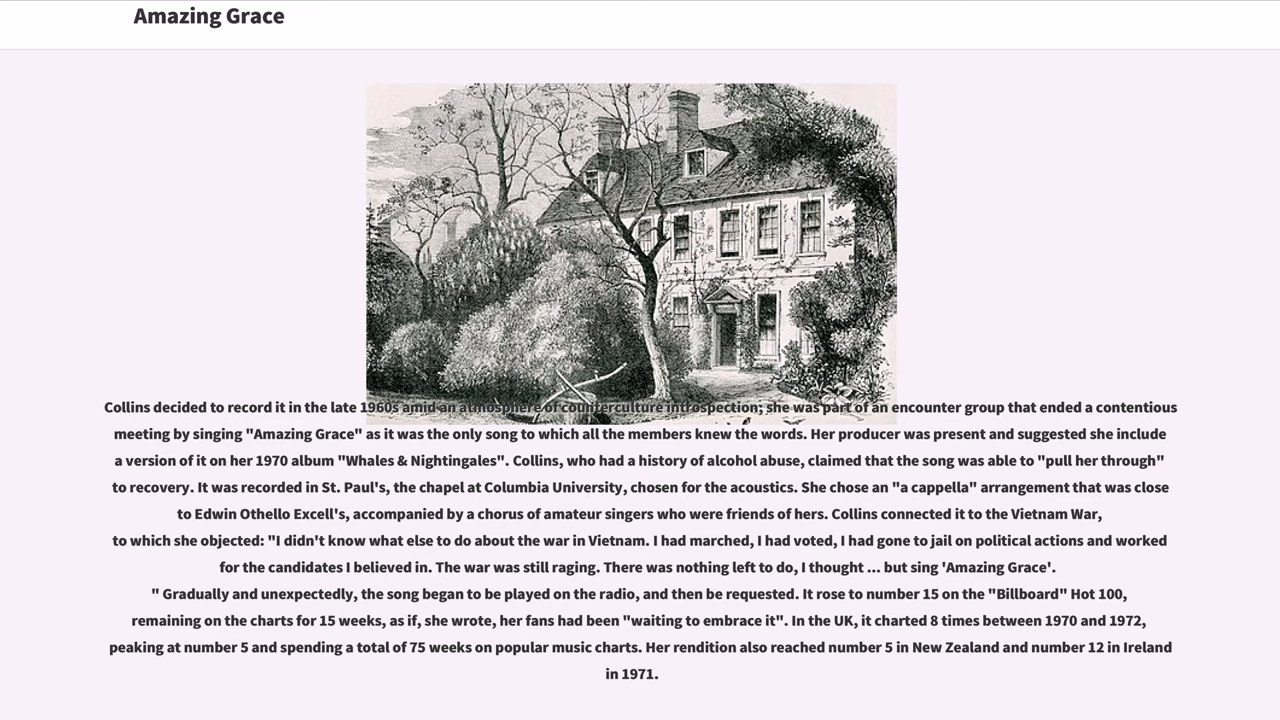 Amazing Grace
Collins decided to record it in the late 1960s amid an atmosphere of counterculture introspection; she was part of an encounter group that ended a contentious
meeting by singing "Amazing Grace" as it was the only song to which all the members knew the words. Her producer was present and suggested she include
a version of it on her 1970 album "Whales & Nightingales". Collins, who had a history of alcohol abuse, claimed that the song was able to "pull her through"
to recovery. It was recorded in St. Paul's, the chapel at Columbia University, chosen for the acoustics. She chose an "a cappella" arrangement that was close
to Edwin Othello Excell's, accompanied by a chorus of amateur singers who were friends of hers. Collins connected it to the Vietnam War,
to which she objected: "I didn't know what else to do about the war in Vietnam. I had marched, I had voted, I had gone to jail on political actions and worked
for the candidates I believed in. The war was still raging. There was nothing left to do, I thought ... but sing 'Amazing Grace'.
" Gradually and unexpectedly, the song began to be played on the radio, and then be requested. It rose to number 15 on the "Billboard" Hot 100,
remaining on the charts for 15 weeks, as if, she wrote, her fans had been "waiting to embrace it". In the UK, it charted 8 times between 1970 and 1972,
peaking at number 5 and spending a total of 75 weeks on popular music charts. Her rendition also reached number 5 in New Zealand and number 12 in Ireland
in 1971.